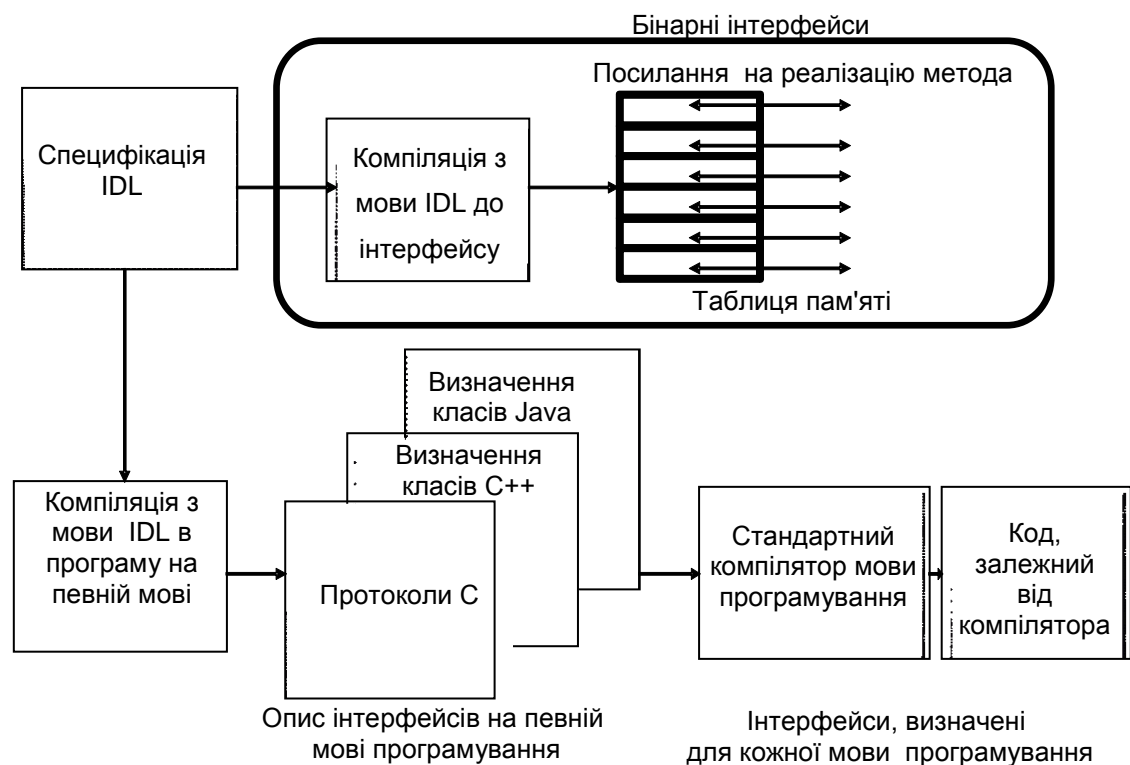 Бінарні інтерфейси
Посилання на реалізацію метода
Специфікація
IDL
Компіляція з
мови IDL до
інтерфейсу
Таблиця пам'яті
Визначення
класів Java
Визначення
класів C++
Компіляція з
мови IDL в
програму на
певній мові
Протоколи C
Стандартний
компілятор мови
програмування
Код,
залежний
від
компілятора
Опис інтерфейсів на певній
мові програмування
Інтерфейси, визначені
для кожної мови програмування